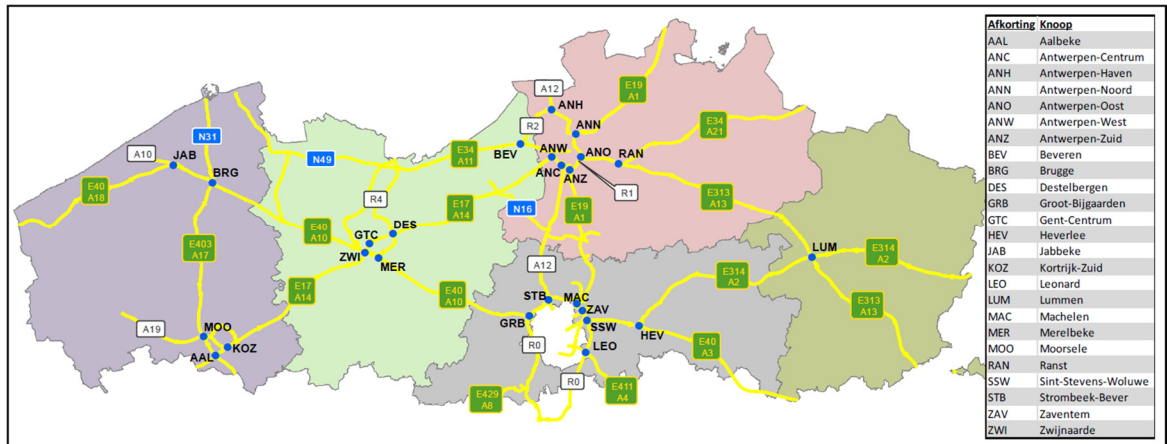 A12
ANH
E19
A1
ANN
R2
N31
E34
A21
A10
JAB
N49
E34
A11
BEV
ANW
ANO
RAN
ANC
ANZ
R1
BRG
E40
A18
R4
E17
A14
N16
E19
A1
E313
A13
DES
GTC
E40
A10
ZWI
MER
E403
A17
A12
LUM
E314
A2
E314
A2
E17
A14
E40
A10
STB
MAC
ZAV
GRB
SSW
HEV
E313
A13
A19
MOO
KOZ
AAL
R0
LEO
E40
A3
R0
E429
A8
E411
A4
Afkorting Knoop
AAL Aalbeke
ANC Antwerpen-Centrum
ANH Antwerpen-Haven
ANN Antwerpen-Noord
ANO Antwerpen-Oost
ANW Antwerpen-West
ANZ Antwerpen-Zuid
BEV Beveren
BRG Brugge
DES Destelbergen
GRB Groot-Bijgaarden
GTC Gent-Centrum
HEV Heverlee
JAB Jabbeke
KOZ Kortrijk-Zuid
LEO Leonard
LUM Lummen
MAC Machelen
MER Merelbeke
MOO Moorsele
RAN Ranst
SSW Sint-Stevens-Woluwe
STB Strombeek-Bever
ZAV Zaventem
ZWI Zwijnaarde